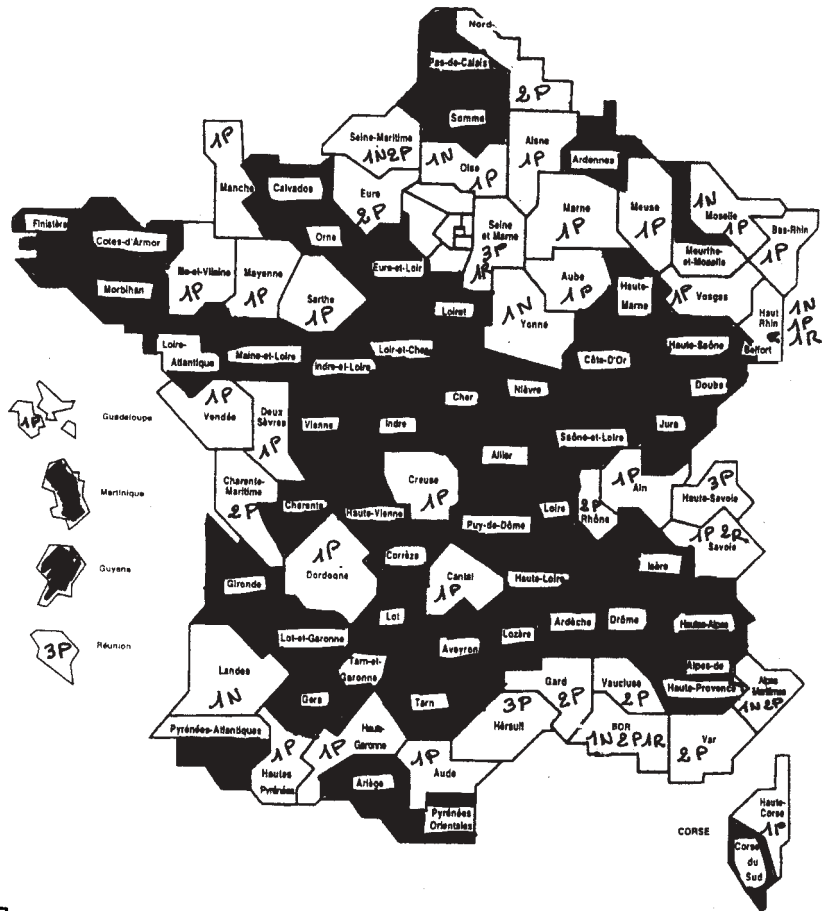 Nord-
Pas-de-Calais
2P
Somme
1P
Manche
Seine-Maritime
1N2P
1N
Oise
1P
Aisne
1P
Ardennes
Calvados
Eure
2P
Seine
et Marne
3P
1R
Marne
1P
Meuse
1P
1N
Moselle
1P
Bas-Rhin
1P
Meurthe-
et-Moselle
Finistère
Cotes-d'Armor
Morbihan
Orne
Ille-et-Vilaine
1P
Mayenne
1P
Sarthe
1P
Eure-et-Loir
Loiret
1N
Yonne
Aube
1P
Haute-
Marne
1P
Vosges
Haut
Rhin
1N
1P
1R
Belfort
Loire-
Atlantique
Maine-et-Loire
Indre-et-Loire
Loir-et-Cher
Côte-D'Or
Haute-Saône
Doubs
1P
Vendée
Deux
Sèvres
1P
Vienne
Indre
Cher
Nièvre
Jura
Saône-et-Loire
Allier
Guadeloupe
1P
Martinique
Guyane
Réunion
3P
Charente-
Maritime
2P
Charente
Haute-Vienne
Creuse
1P
Puy-de-Dôme
Loire
2P
Rhône
1P
Ain
3P
Haute-Savoie
1P 2R
Savoie
Isère
Gironde
1P
Dordogne
Corrèze
Cantal
1P
Haute-Loire
Lot
Lot-et-Garonne
Aveyron
Lozère
Ardèche
Drôme
Hautes-Alpes
Landes
1N
Tarn-et-
Garonne
Gers
Tarn
Gard
2P
Vaucluse
2P
Alpes-de
Haute-Provence
Alpes
Maritimes
1N 2P
Pyrénées-Atlantiques
1P
Hautes
Pyrénées
1P
Haute-
Garonne
Ariège
1P
Aude
Pyrénées
Orientales
3P
Hérault
BDR
1N 2P1R
Var
2P
CORSE
Haute-
Corse
1P
Corse
du
Sud